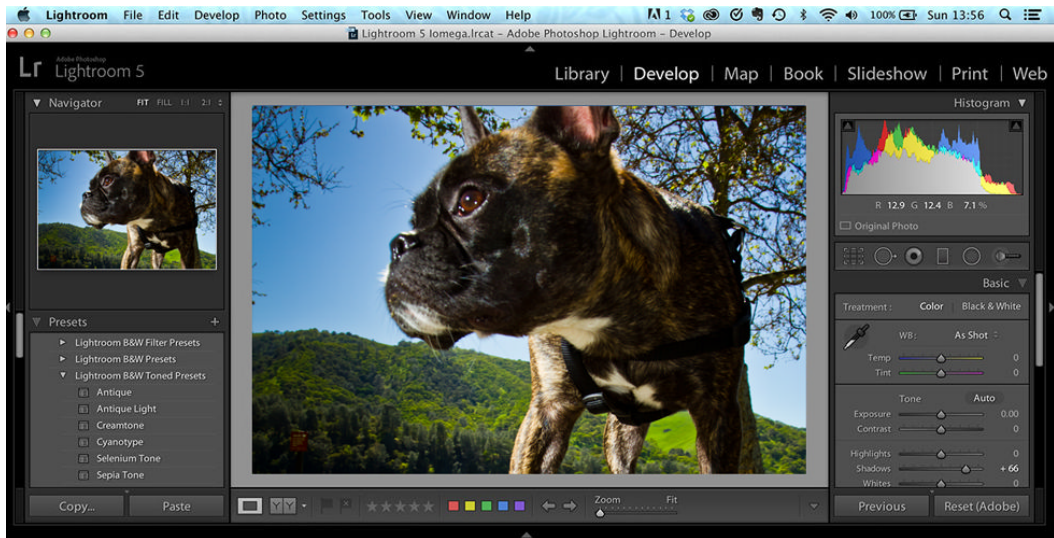 Lightroom File Edit Develop Photo Settings Tools View Window Help 1 100% Sun 13:56
Lightroom 5 Iomega.lrcat – Adobe Photoshop Lightroom – Develop
Lr Adobe Photoshop
Lightroom 5
Library | Develop | Map | Book | Slideshow | Print | Web
Navigator FIT FILL 1:1 2:1
Presets +
Lightroom B&W Filter Presets
Lightroom B&W Presets
Lightroom B&W Toned Presets
Antique
Antique Light
Creamtone
Cyanotype
Selenium Tone
Sepia Tone
Copy... Paste
Y Y
Zoom Fit
Histogram
R 12.9 G 12.4 B 7.1 %
Original Photo
Basic
Treatment : Color | Black & White
WB: As Shot
Temp 0
Tint 0
Tone Auto
Exposure 0.00
Contrast 0
Highlights 0
Shadows + 66
Whites 0
Previous Reset (Adobe)